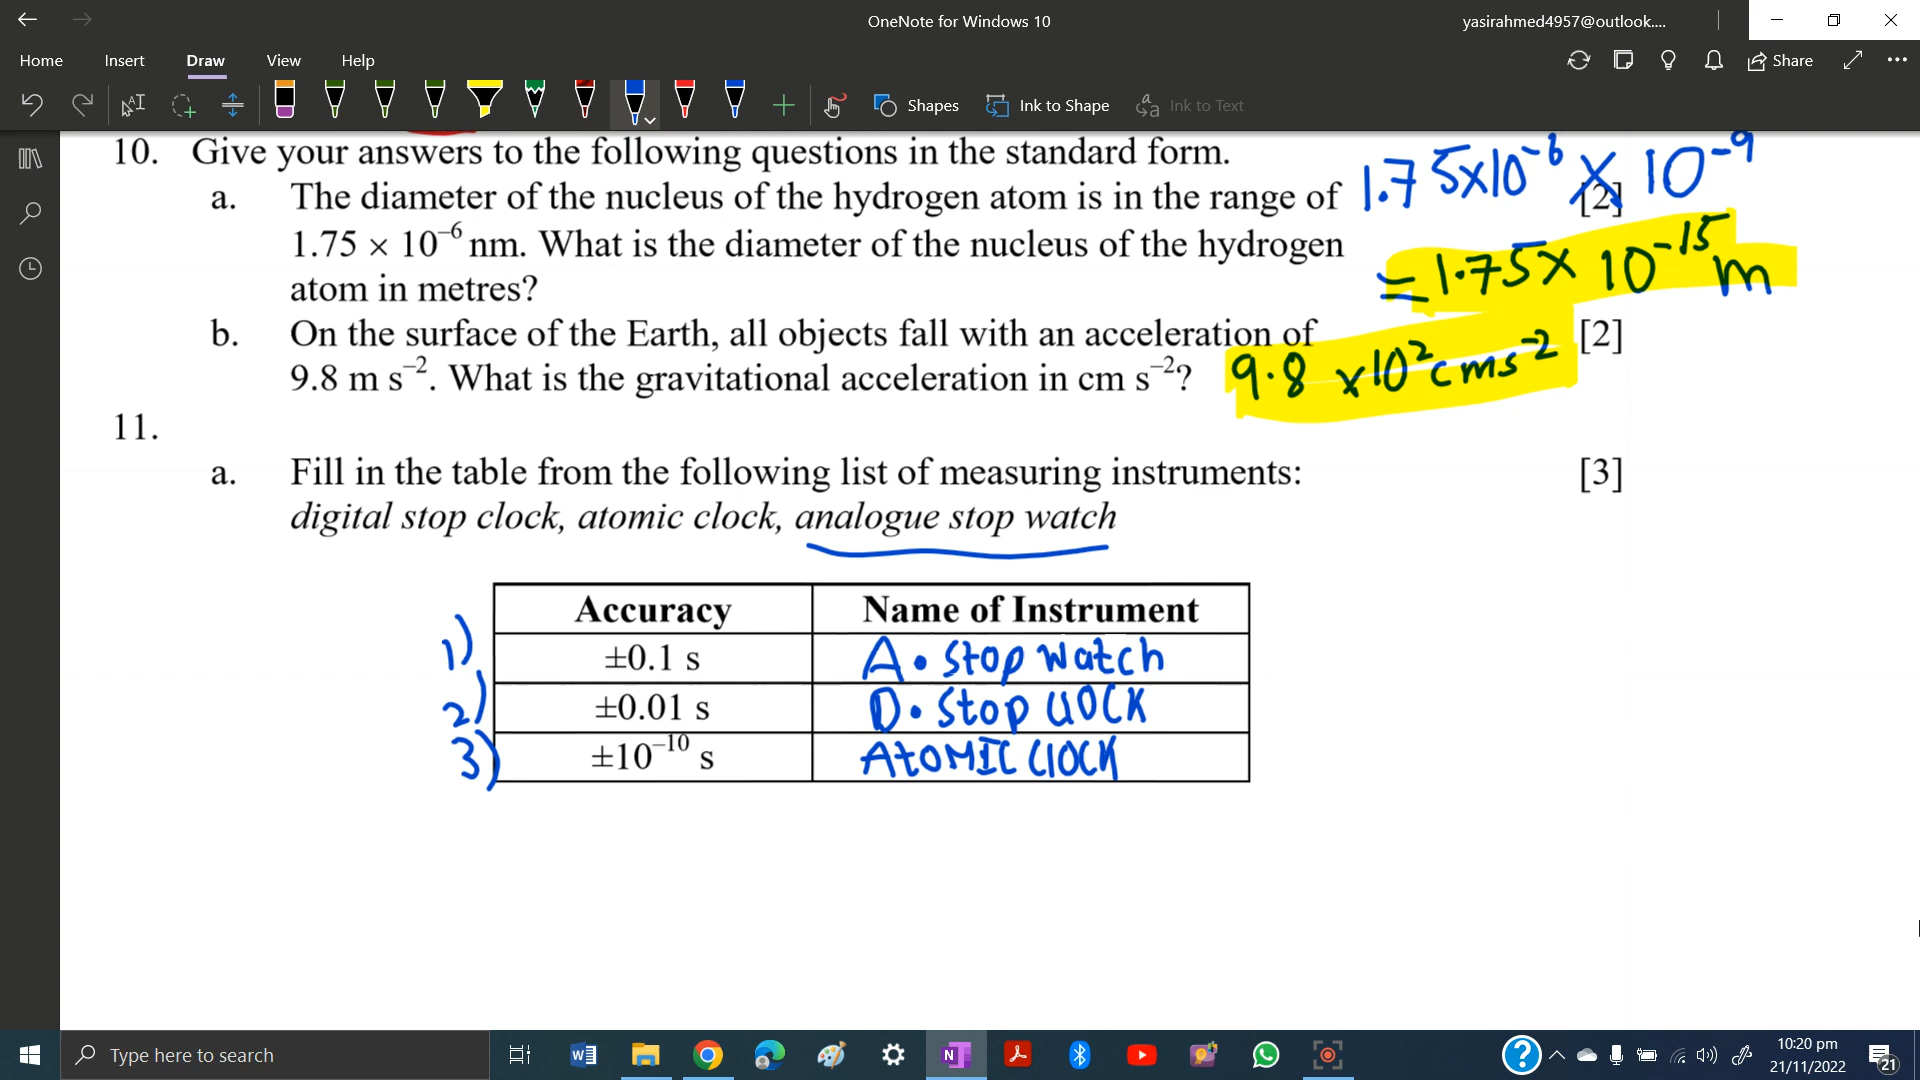 OneNote for Windows 10
yasirahmed4957@outlook....
Home Insert Draw View Help
Share
Shapes Ink to Shape Ink to Text
10. Give your answers to the following questions in the standard form.
1.75×10⁻⁶ × 10⁻⁹
a. The diameter of the nucleus of the hydrogen atom is in the range of [2]
1.75 × 10⁻⁶ nm. What is the diameter of the nucleus of the hydrogen
= 1.75 × 10⁻¹⁵ m
atom in metres?
b. On the surface of the Earth, all objects fall with an acceleration of [2]
9.8 m s⁻². What is the gravitational acceleration in cm s⁻²? 9.8 ×10² cms⁻²
11.
a. Fill in the table from the following list of measuring instruments: [3]
digital stop clock, atomic clock, analogue stop watch
Accuracy Name of Instrument
1) ±0.1 s A. Stop Watch
2) ±0.01 s D. Stop ClOCK
3) ±10⁻¹⁰ s AtOMIC ClOCK
Type here to search
10:20 pm
21/11/2022
21